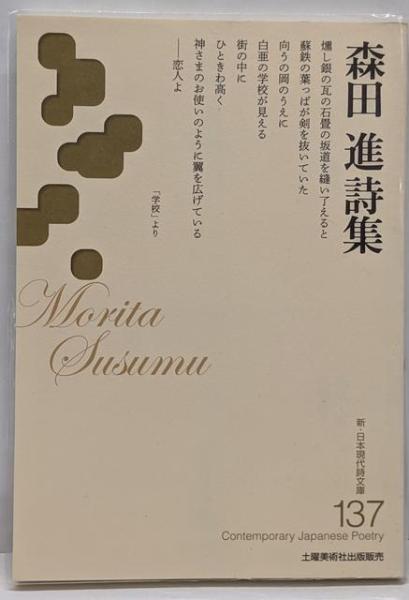 森田 進 詩集
燻し銀の瓦の石畳の坂道を縫い了えると
蘇鉄の葉っぱが剣を抜いていた
向うの岡のうえに
白亜の学校が見える
街の中に
ひときわ高く
神さまのお使いのように翼を広げている
――恋人よ
「学校」より
Morita
Susumu
新・日本現代詩文庫
137
Contemporary Japanese Poetry
土曜美術社出版販売